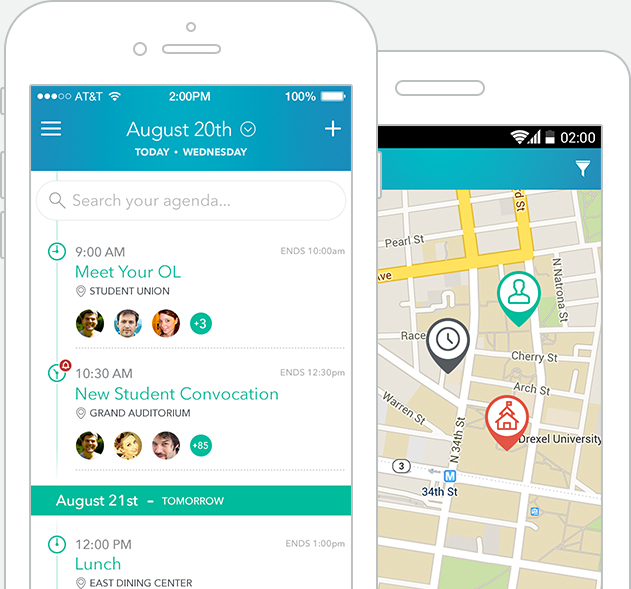 AT&T
2:00PM
100%
August 20th
TODAY • WEDNESDAY
Search your agenda...
9:00 AM
ENDS 10:00am
Meet Your OL
STUDENT UNION
+3
10:30 AM
ENDS 12:30pm
New Student Convocation
GRAND AUDITORIUM
+85
August 21st - TOMORROW
12:00 PM
ENDS 1:00pm
Lunch
EAST DINING CENTER
02:00
rd St
Pearl St
ve
N Natrona St
Race
Cherry St
Arch St
Warren St
N 34th St
Drexel University
3
M
34th St